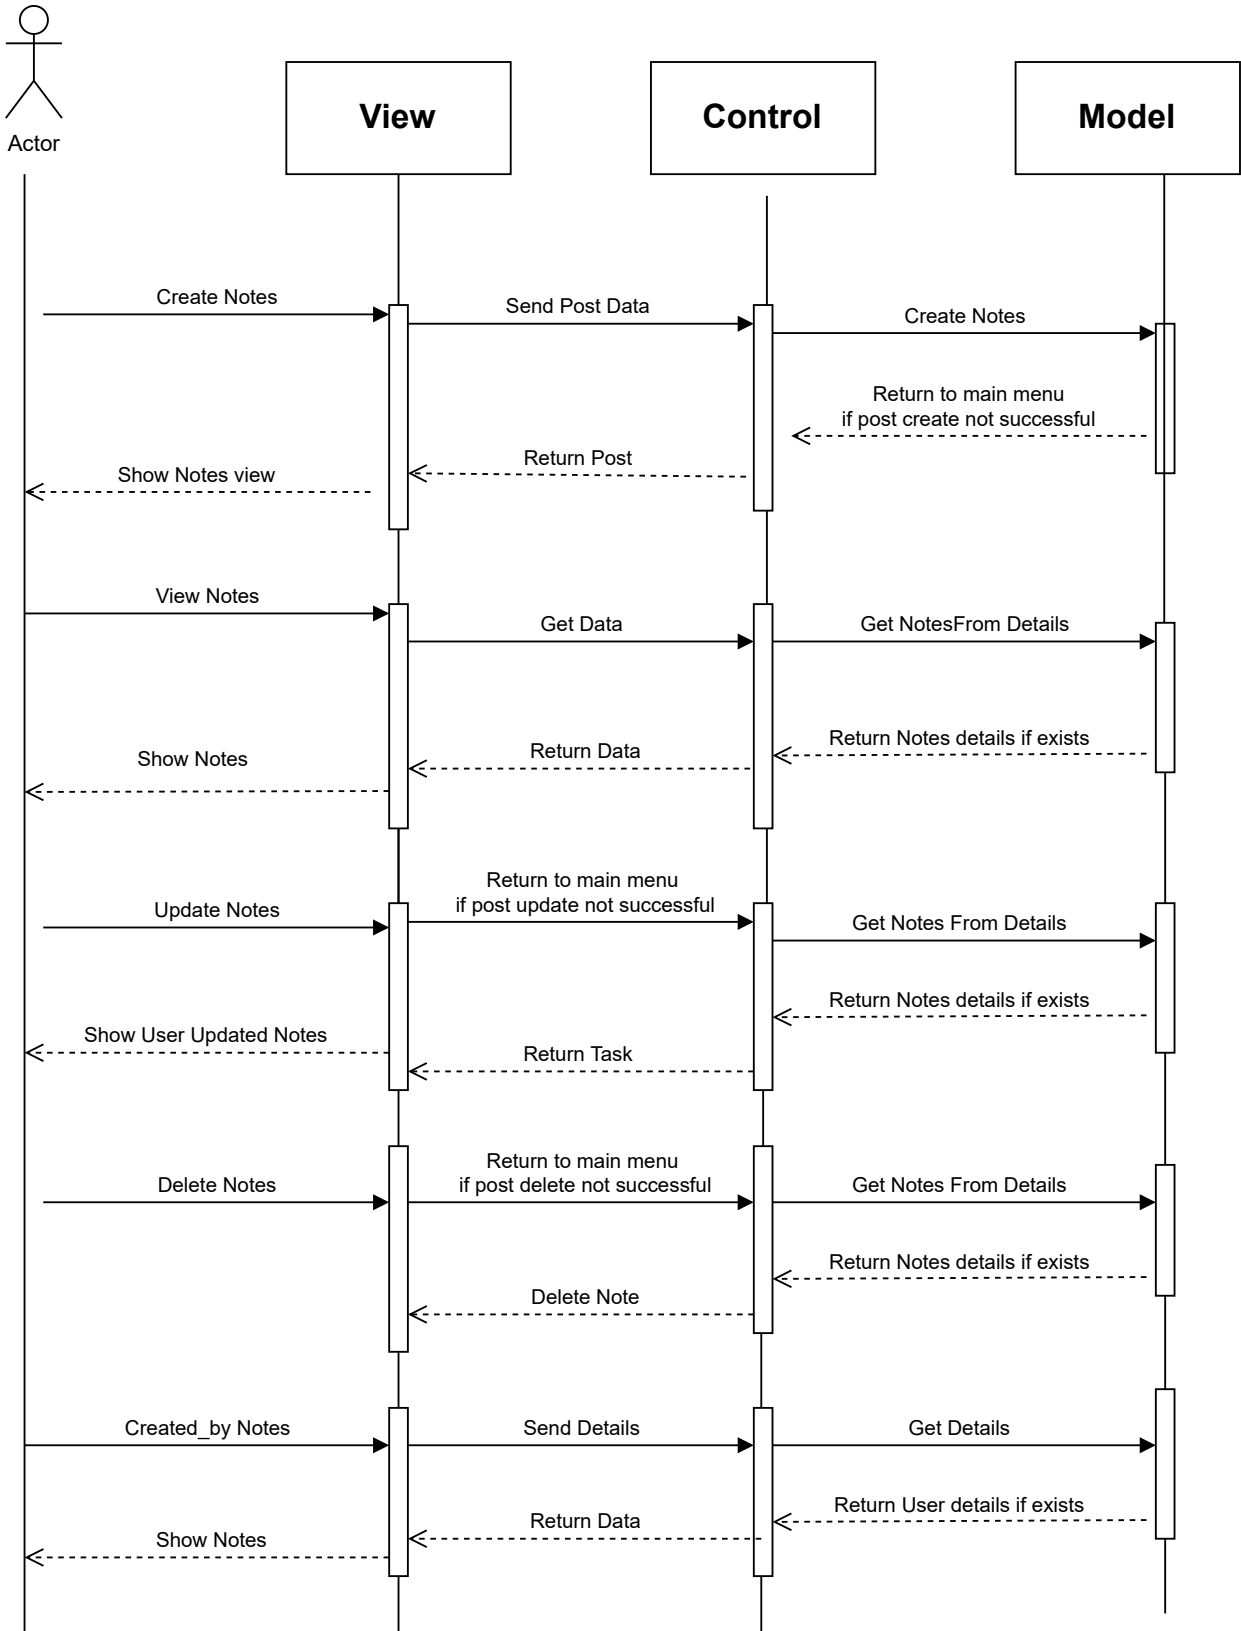 Actor
View
Control
Model
Create Notes
Send Post Data
Create Notes
Return to main menu
if post create not successful
Return Post
Show Notes view
View Notes
Get Data
Get NotesFrom Details
Return Notes details if exists
Return Data
Show Notes
Return to main menu
if post update not successful
Update Notes
Get Notes From Details
Return Notes details if exists
Show User Updated Notes
Return Task
Return to main menu
if post delete not successful
Delete Notes
Get Notes From Details
Return Notes details if exists
Delete Note
Created_by Notes
Send Details
Get Details
Return User details if exists
Return Data
Show Notes